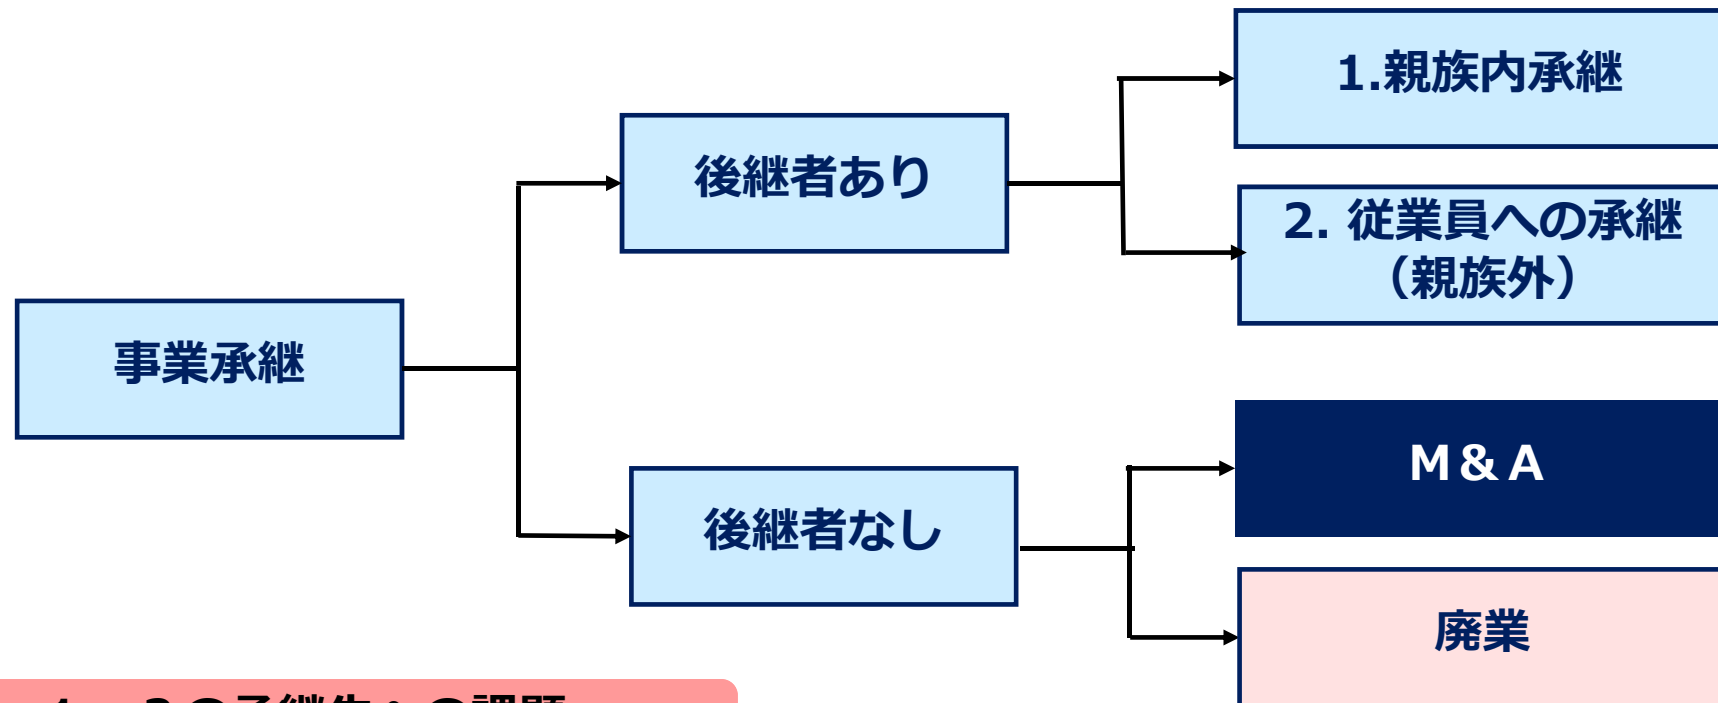 1.親族内承継
後継者あり
2. 従業員への承継
（親族外）
事業承継
M&A
後継者なし
廃業